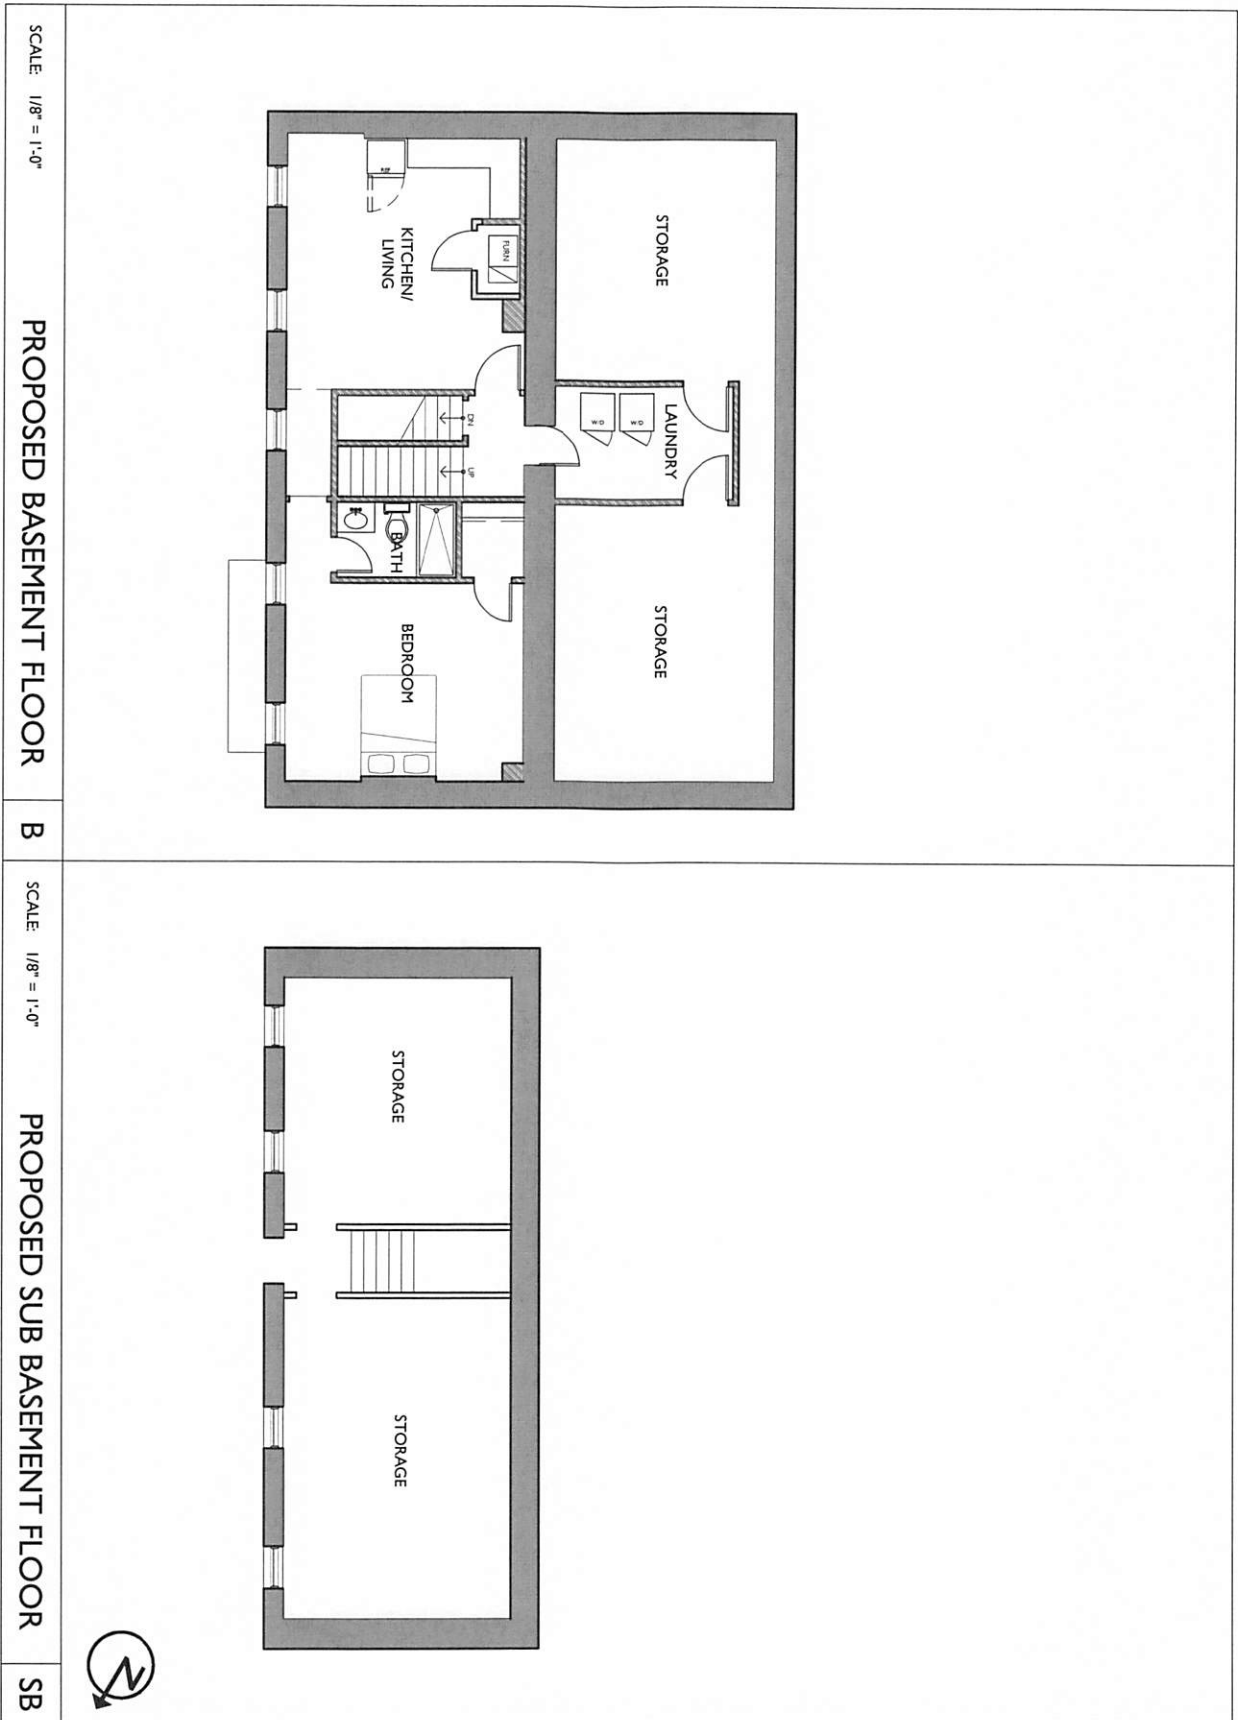 STORAGE
STORAGE
LAUNDRY
W/D
W/D
FURN
REF
KITCHEN/
LIVING
DN
UP
BATH
BEDROOM
SCALE: 1/8" = 1'-0"
PROPOSED BASEMENT FLOOR
B
STORAGE
STORAGE
N
SCALE: 1/8" = 1'-0"
PROPOSED SUB BASEMENT FLOOR
SB